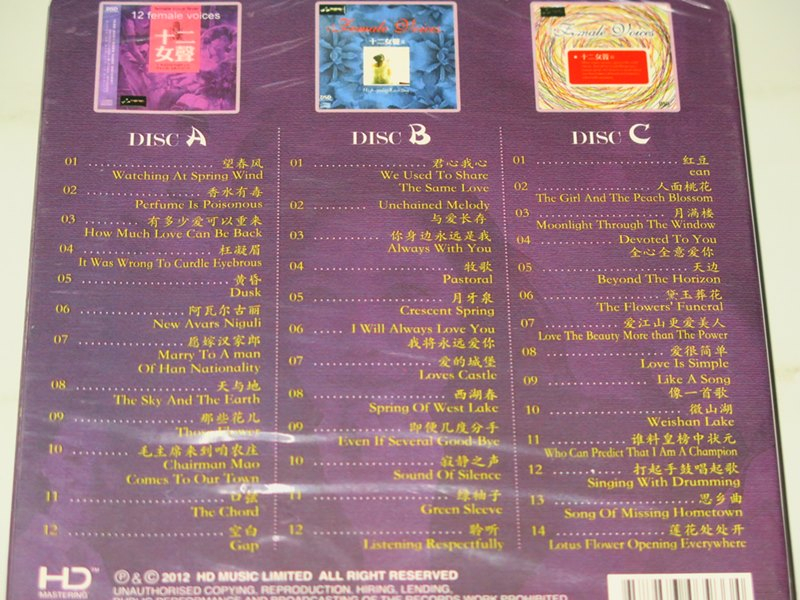 12 female voices
十二
女聲
Female Voices
十二女聲
Female Voices
十二女聲
DISC A
01 望春风
Watching At Spring Wind
02 香水有毒
Perfume Is Poisonous
03 有多少爱可以重来
How Much Love Can Be Back
04 枉凝眉
It Was Wrong To Curdle Eyebrous
05 黄昏
Dusk
06 阿瓦尔古丽
New Avars Niguli
07 愿嫁汉家郎
Marry To A man
Of Han Nationality
08 天与地
The Sky And The Earth
09 那些花儿
Those Flower
10 毛主席来到咱农庄
Chairman Mao
Comes To Our Town
11 口弦
The Chord
12 空白
Gap
DISC B
01 君心我心
We Used To Share
The Same Love
02 Unchained Melody
与爱长存
03 你身边永远是我
Always With You
04 牧歌
Pastoral
05 月牙泉
Crescent Spring
06 I Will Always Love You
我将永远爱你
07 爱的城堡
Loves Castle
08 西湖春
Spring Of West Lake
09 即使几度分手
Even If Several Good-Bye
10 寂静之声
Sound Of Silence
11 绿柚子
Green Sleeve
12 聆听
Listening Respectfully
DISC C
01 红豆
ean
02 人面桃花
The Girl And The Peach Blossom
03 月满楼
Moonlight Through The Window
04 Devoted To You
全心全意爱你
05 天边
Beyond The Horizon
06 黛玉葬花
The Flowers' Funeral
07 爱江山更爱美人
Love The Beauty More than The Power
08 爱很简单
Love Is Simple
09 Like A Song
像一首歌
10 微山湖
Weishan Lake
11 谁料皇榜中状元
Who Can Predict That I Am A Champion
12 打起手鼓唱起歌
Singing With Drumming
13 思乡曲
Song Of Missing Hometown
14 莲花处处开
Lotus Flower Opening Everywhere
HD™
MASTERING
℗ & © 2012 HD MUSIC LIMITED ALL RIGHT RESERVED
UNAUTHORISED COPYING, REPRODUCTION, HIRING, LENDING,
PUBLIC PERFORMANCE AND BROADCASTING OF THE RECORDS WORK PROHIBITED